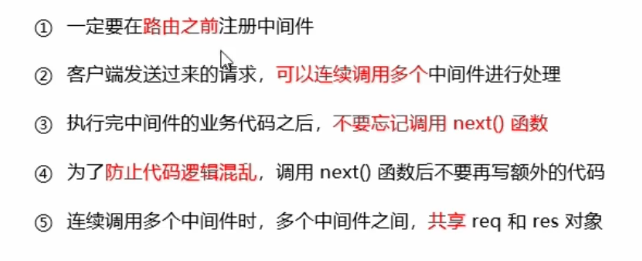 ① 一定要在路由之前注册中间件
② 客户端发送过来的请求，可以连续调用多个中间件进行处理
③ 执行完中间件的业务代码之后，不要忘记调用 next() 函数
④ 为了防止代码逻辑混乱，调用 next() 函数后不要再写额外的代码
⑤ 连续调用多个中间件时，多个中间件之间，共享 req 和 res 对象